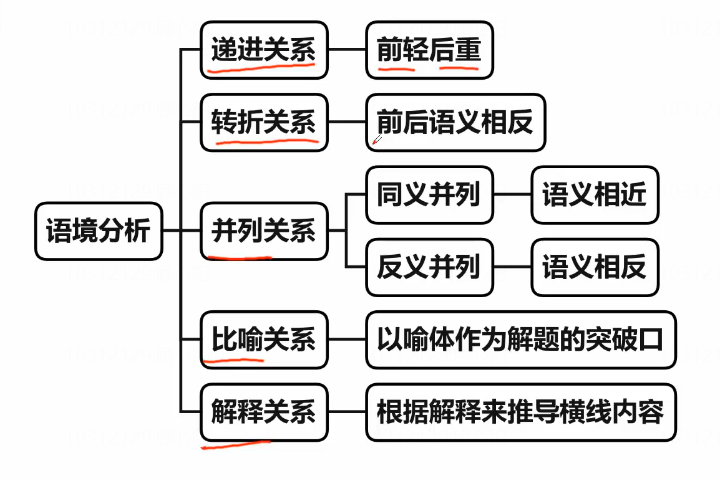 递进关系
前轻后重
转折关系
前后语义相反
语境分析
并列关系
同义并列
语义相近
反义并列
语义相反
比喻关系
以喻体作为解题的突破口
解释关系
根据解释来推导横线内容